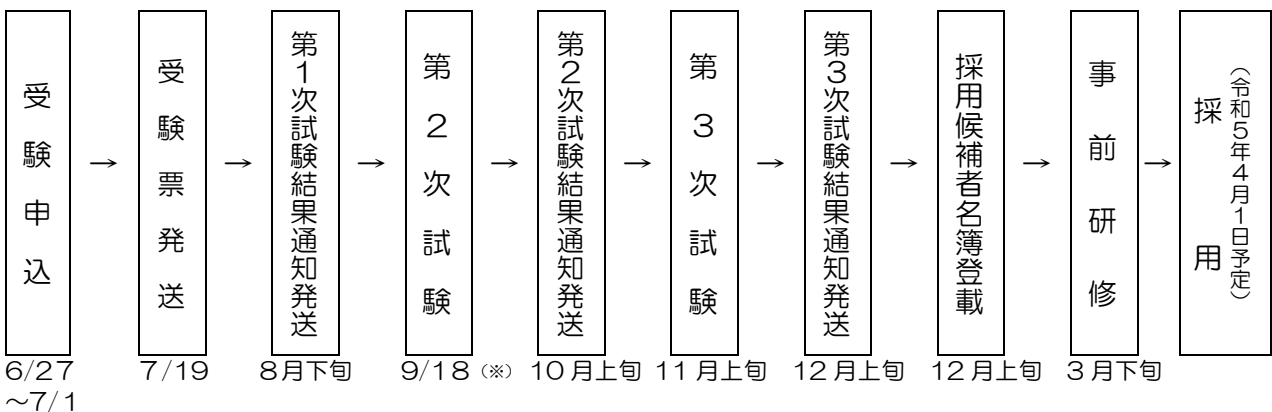 受験申込
→
受験票発送
→
第1次試験結果通知発送
→
第2次試験
→
第2次試験結果通知発送
→
第3次試験
→
第3次試験結果通知発送
→
採用候補者名簿登載
→
事前研修
→
採用
（令和5年4月1日予定）
6/27
～7/1
7/19
8月下旬
9/18（※）
10月上旬
11月上旬
12月上旬
12月上旬
3月下旬